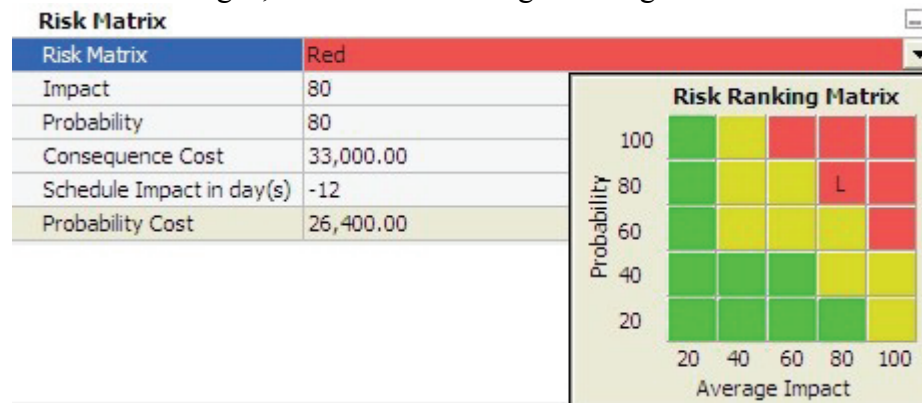 Risk Matrix
Risk Matrix Red
Impact 80
Probability 80
Consequence Cost 33,000.00
Schedule Impact in day(s) -12
Probability Cost 26,400.00
Risk Ranking Matrix
Probability
100
80 L
60
40
20
20 40 60 80 100
Average Impact